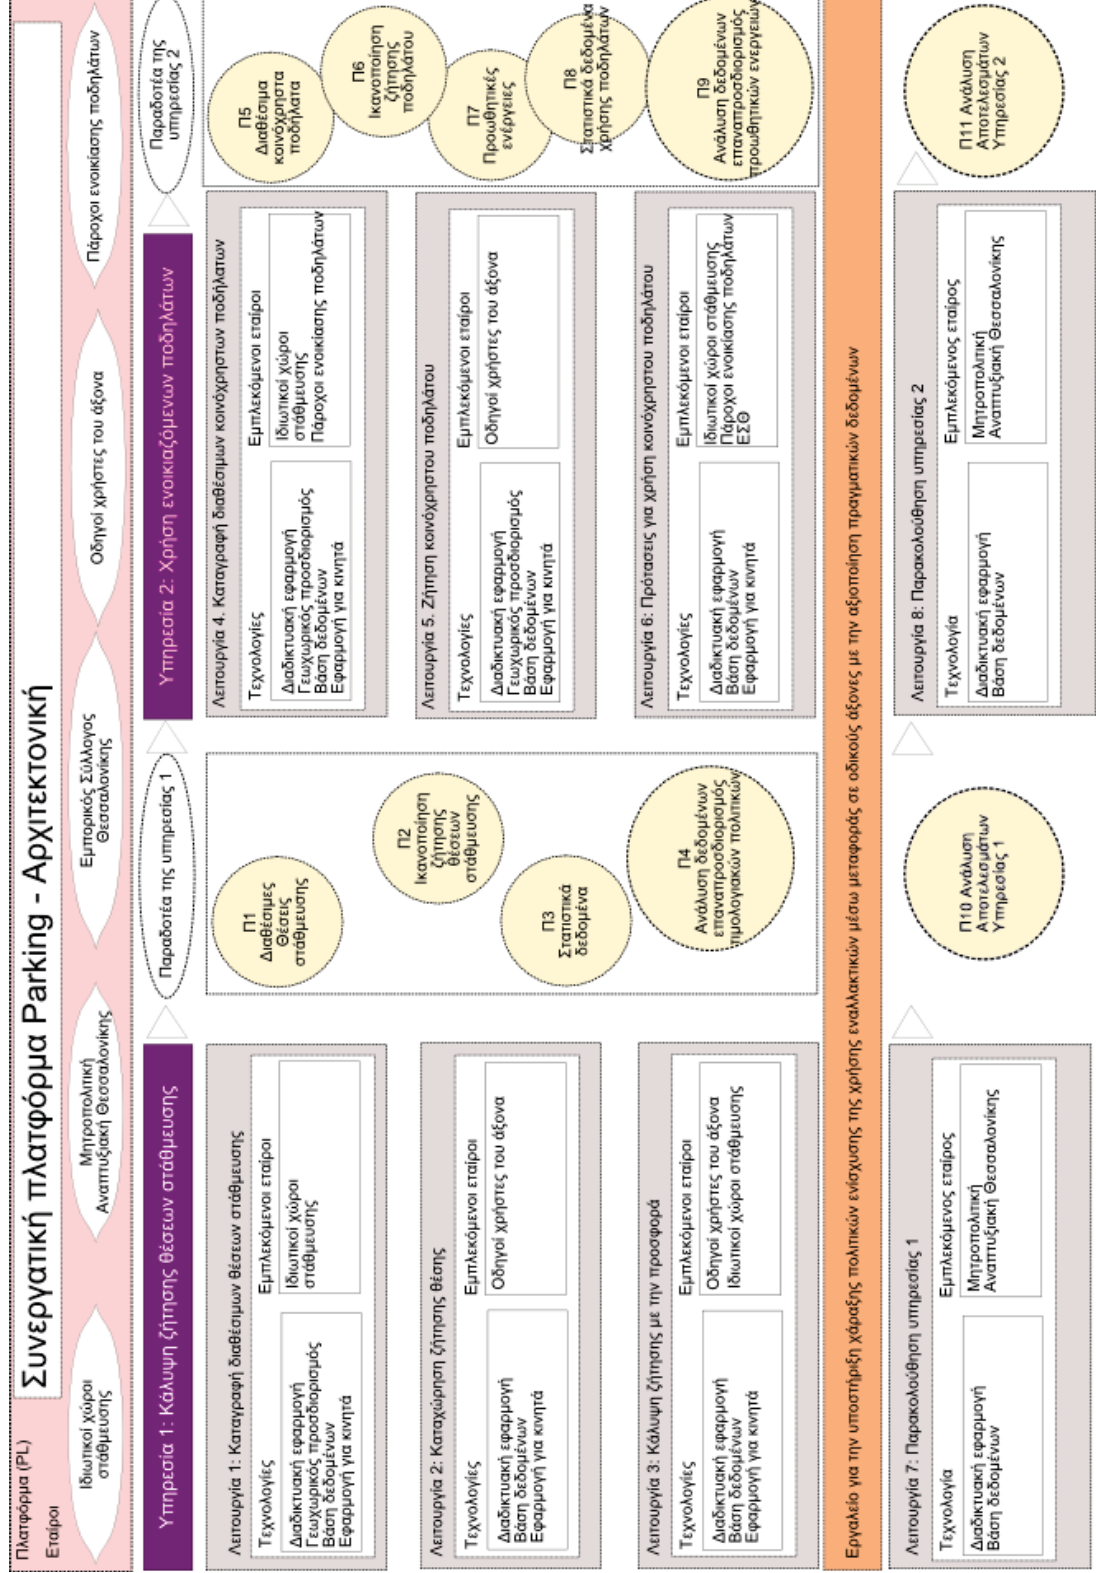 Πλατφόρμα (PL)
Συνεργατική πλατφόρμα Parking - Αρχιτεκτονική
Εταίροι
Ιδιωτικοί χώροι
στάθμευσης
Μητροπολιτική
Αναπτυξιακή Θεσσαλονίκης
Εμπορικός Σύλλογος
Θεσσαλονίκης
Οδηγοί χρήστες του άξονα
Πάροχοι ενοικίασης ποδηλάτων
Υπηρεσία 1: Κάλυψη ζήτησης θέσεων στάθμευσης
Παραδοτέα της υπηρεσίας 1
Υπηρεσία 2: Χρήση ενοικιαζόμενων ποδηλάτων
Παραδοτέα της
υπηρεσίας 2
Λειτουργία 1: Καταγραφή διαθέσιμων θέσεων στάθμευσης
Τεχνολογίες
Διαδικτυακή εφαρμογή
Γεωχωρικός προσδιορισμός
Βάση δεδομένων
Εφαρμογή για κινητά
Εμπλεκόμενοι εταίροι
Ιδιωτικοί χώροι
στάθμευσης
Λειτουργία 2: Καταχώρηση ζήτησης θέσης
Τεχνολογίες
Διαδικτυακή εφαρμογή
Βάση δεδομένων
Εφαρμογή για κινητά
Εμπλεκόμενοι εταίροι
Οδηγοί χρήστες του άξονα
Λειτουργία 3: Κάλυψη ζήτησης με την προσφορά
Τεχνολογίες
Διαδικτυακή εφαρμογή
Βάση δεδομένων
Εφαρμογή για κινητά
Εμπλεκόμενοι εταίροι
Οδηγοί χρήστες του άξονα
Ιδιωτικοί χώροι στάθμευσης
Π1
Διαθέσιμες
Θέσεις
στάθμευσης
Π2
Ικανοποίηση
ζήτησης
θέσεων
στάθμευσης
Π3
Στατιστικά
δεδομένα
Π4
Ανάλυση δεδομένων
επαναπροσδιορισμός
τιμολογιακών πολιτικών
Λειτουργία 4. Καταγραφή διαθέσιμων κοινόχρηστων ποδηλάτων
Τεχνολογίες
Διαδικτυακή εφαρμογή
Γεωχωρικός προσδιορισμός
Βάση δεδομένων
Εφαρμογή για κινητά
Εμπλεκόμενοι εταίροι
Ιδιωτικοί χώροι
στάθμευσης
Πάροχοι ενοικίασης ποδηλάτων
Λειτουργία 5. Ζήτηση κοινόχρηστου ποδηλάτου
Τεχνολογίες
Διαδικτυακή εφαρμογή
Γεωχωρικός προσδιορισμός
Βάση δεδομένων
Εφαρμογή για κινητά
Εμπλεκόμενοι εταίροι
Οδηγοί χρήστες του άξονα
Λειτουργία 6: Πρότασεις για χρήση κοινόχρηστου ποδηλάτου
Τεχνολογίες
Διαδικτυακή εφαρμογή
Βάση δεδομένων
Εφαρμογή για κινητά
Εμπλεκόμενοι εταίροι
Ιδιωτικοί χώροι στάθμευσης
Πάροχοι ενοικίασης ποδηλάτων
ΕΣΘ
Π5
Διαθέσιμα
κοινόχρηστα
ποδήλατα
Π6
Ικανοποίηση
ζήτησης
ποδηλάτου
Π7
Προωθητικές
ενέργειες
Π8
Στατιστικά δεδομένα
χρήσης ποδηλάτων
Π9
Ανάλυση δεδομένων
επαναπροσδιορισμός
προωθητικών ενεργειών
Εργαλείο για την υποστήριξη χάραξης πολιτικών ενίσχυσης της χρήσης εναλλακτικών μέσω μεταφοράς σε οδικούς άξονες με την αξιοποίηση πραγματικών δεδομένων
Λειτουργία 7: Παρακολούθηση υπηρεσίας 1
Τεχνολογία
Διαδικτυακή εφαρμογή
Βάση δεδομένων
Εμπλεκόμενος εταίρος
Μητροπολιτική
Αναπτυξιακή Θεσσαλονίκης
Π10 Ανάλυση
Αποτελεσμάτων
Υπηρεσίας 1
Λειτουργία 8: Παρακολούθηση υπηρεσίας 2
Τεχνολογία
Διαδικτυακή εφαρμογή
Βάση δεδομένων
Εμπλεκόμενος εταίρος
Μητροπολιτική
Αναπτυξιακή Θεσσαλονίκης
Π11 Ανάλυση
Αποτελεσμάτων
Υπηρεσίας 2